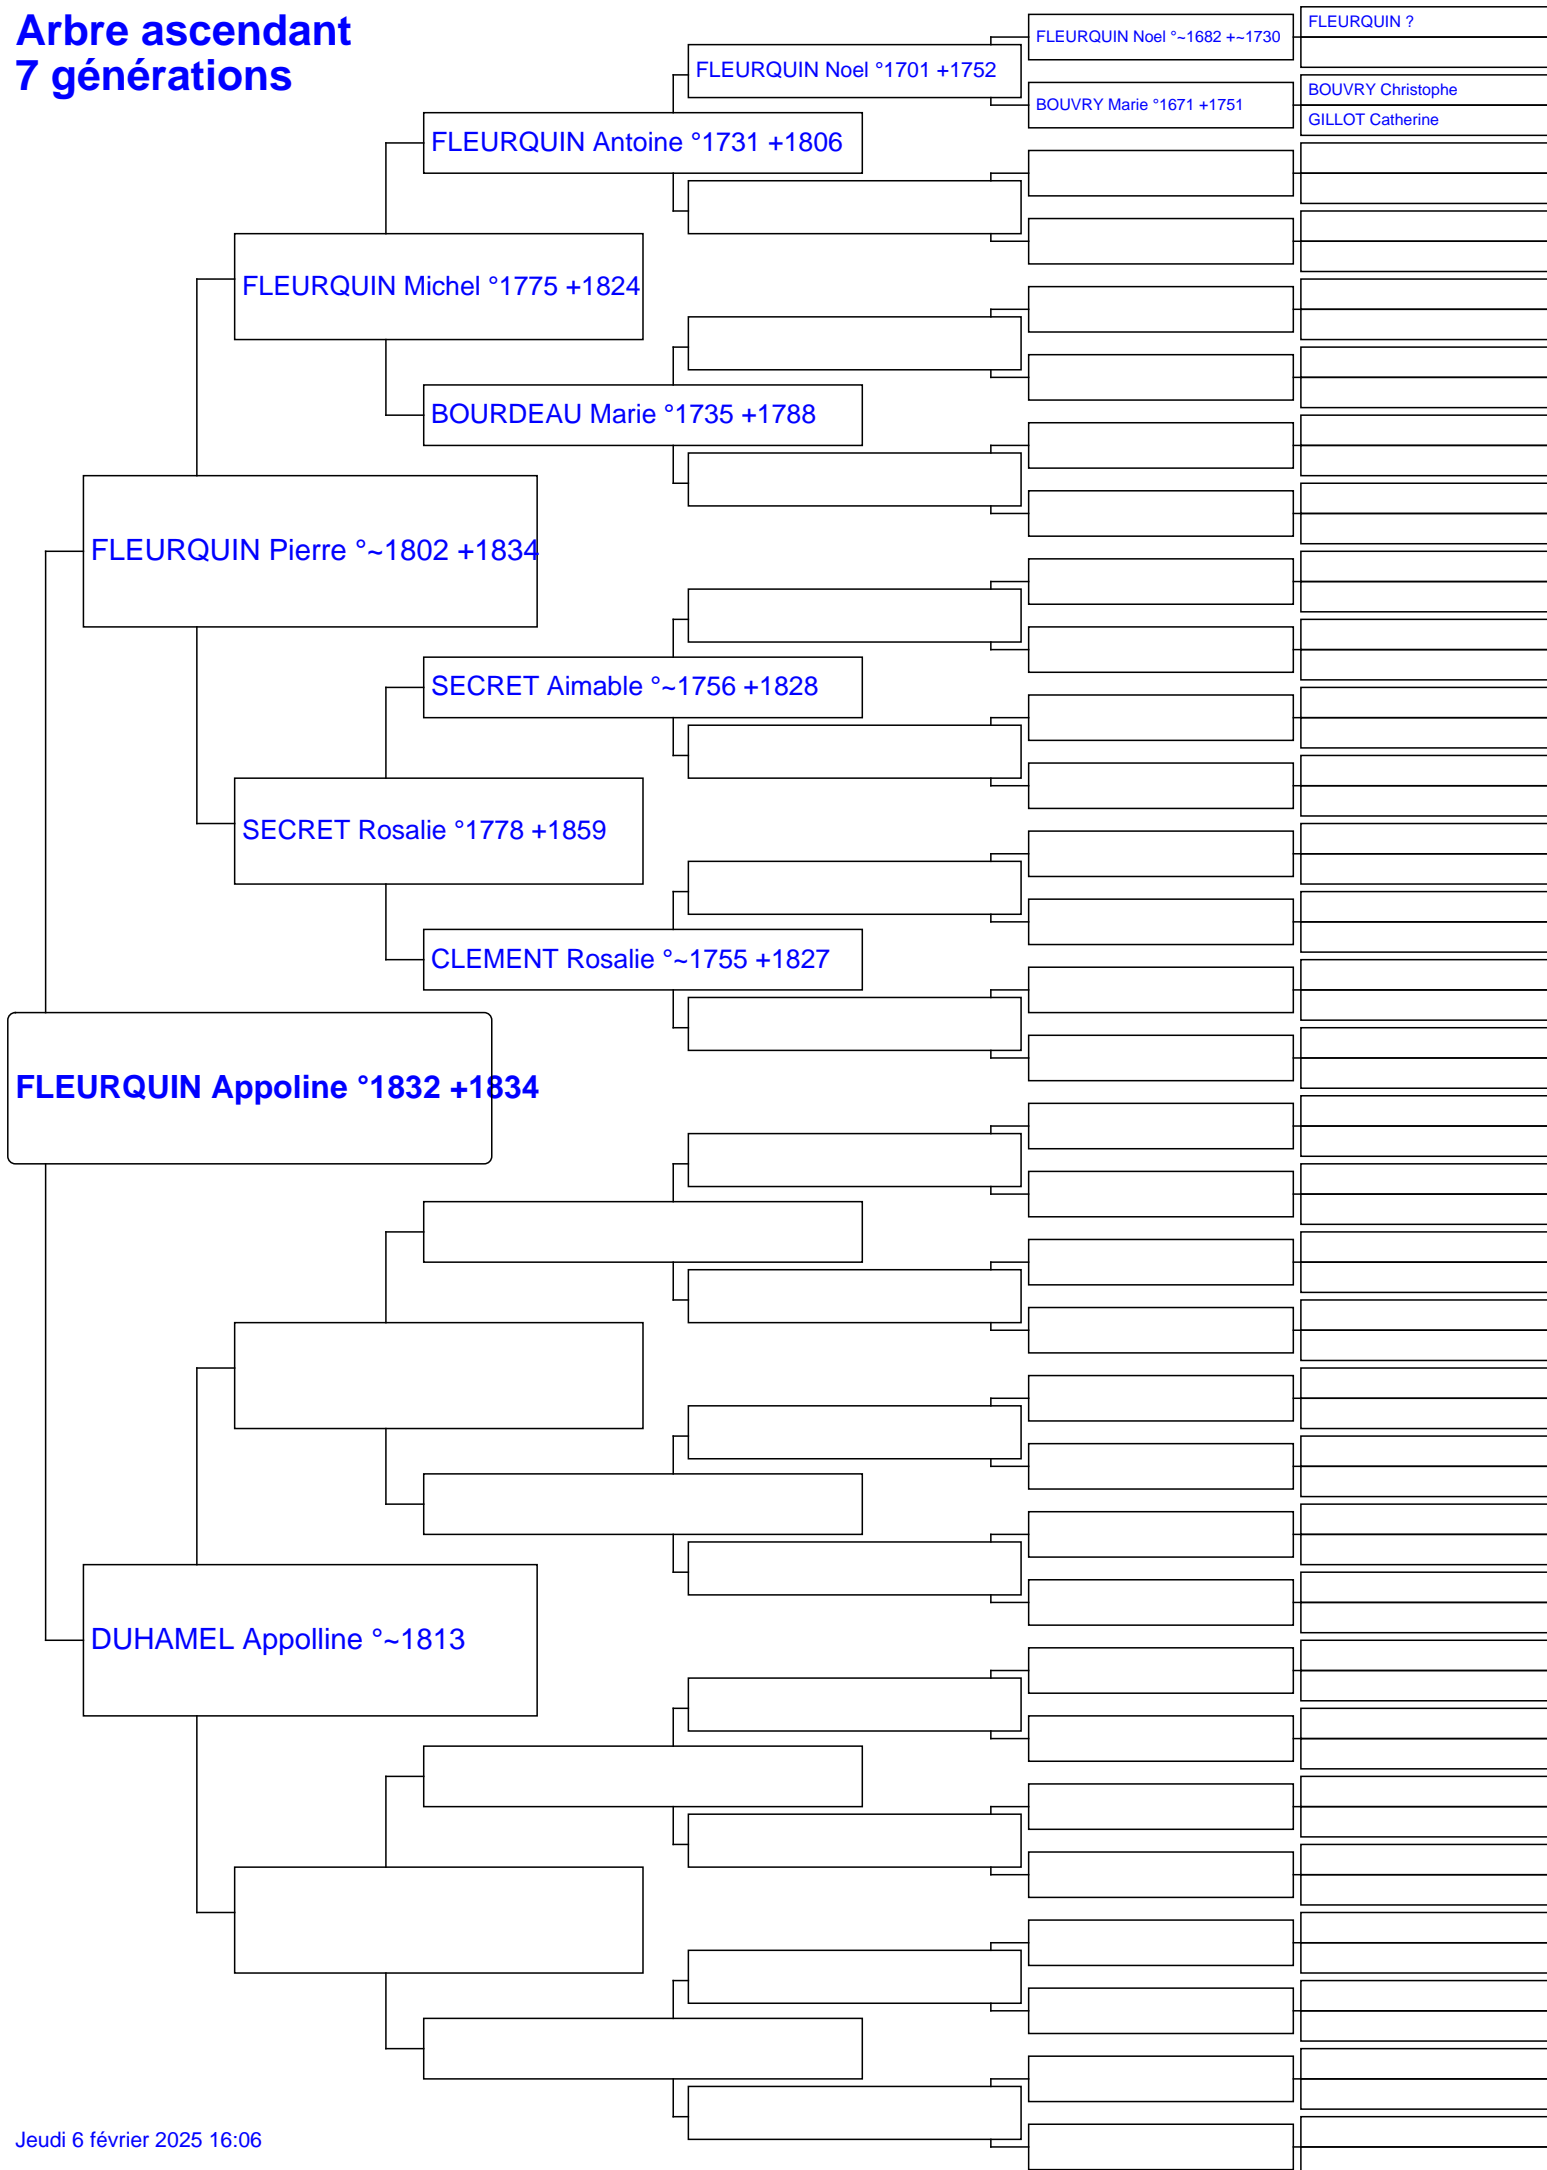 Arbre ascendant
7 générations
FLEURQUIN ?
FLEURQUIN Noel °~1682 +~1730
FLEURQUIN Noel °1701 +1752
BOUVRY Christophe
BOUVRY Marie °1671 +1751
GILLOT Catherine
FLEURQUIN Antoine °1731 +1806
FLEURQUIN Michel °1775 +1824
BOURDEAU Marie °1735 +1788
FLEURQUIN Pierre °~1802 +1834
SECRET Aimable °~1756 +1828
SECRET Rosalie °1778 +1859
CLEMENT Rosalie °~1755 +1827
FLEURQUIN Appoline °1832 +1834
DUHAMEL Appolline °~1813
Jeudi 6 février 2025 16:06